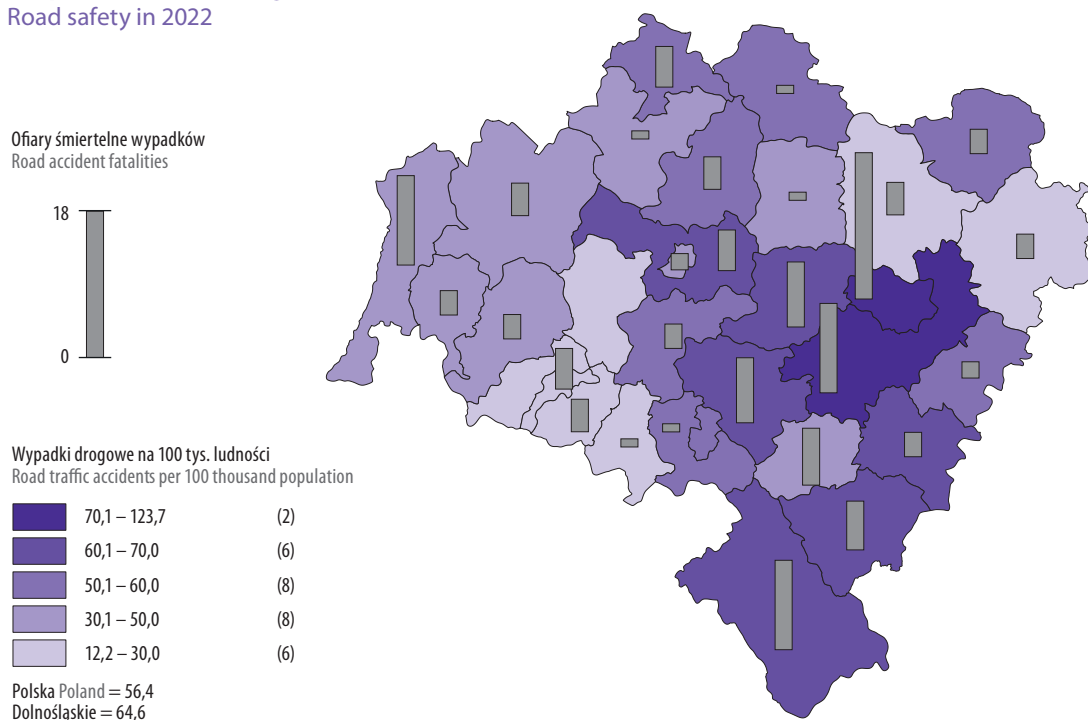 Road safety in 2022
Ofiary śmiertelne wypadków
Road accident fatalities
18
0
Wypadki drogowe na 100 tys. ludności
Road traffic accidents per 100 thousand population
70,1 – 123,7 (2)
60,1 – 70,0 (6)
50,1 – 60,0 (8)
30,1 – 50,0 (8)
12,2 – 30,0 (6)
Polska Poland = 56,4
Dolnośląskie = 64,6